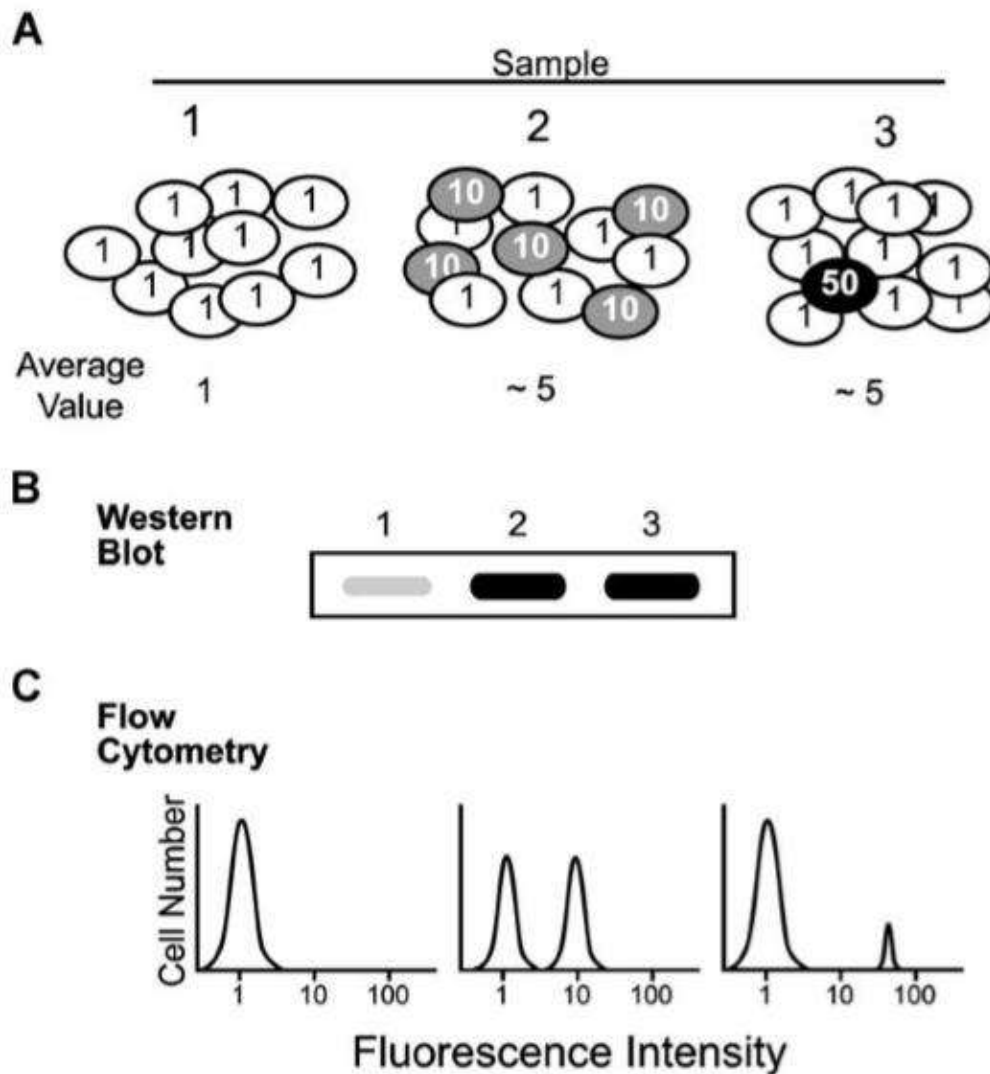 A
Sample
1 2 3
1 1 1 1 1 1 1 1 1 1
10 1 10 1 1 10 1 10 1 1 10
1 1 1 1 1 1 1 50 1 1 1
Average
Value
1 ~ 5 ~ 5
B
Western
Blot
1 2 3
C
Flow
Cytometry
Cell Number
1 10 100
1 10 100
1 10 100
Fluorescence Intensity